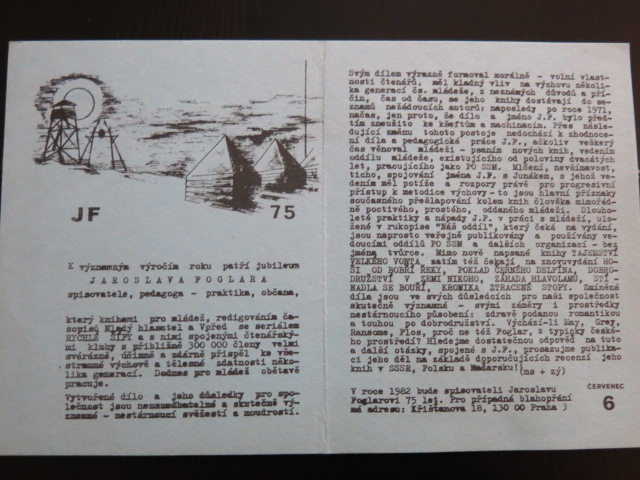 JF 75
K významným výročím roku patří jubileum
JAROSLAVA FOGLARA
spisovatele, pedagoga - praktika, občana,
který knihami pro mládež, redigováním ča-
sopisů Mladý hlasatel a Vpřed se seriálem
RYCHLÉ ŠÍPY a s nimi spojenými čtenářský-
mi kluby s přibližně 300 000 členy velmi
svérázně, účinně a zdárně přispěl ke vše-
stranné výchově a tělesné zdatnosti něko-
lika generací. Dodnes pro mládež obětavě
pracuje.
Vytvořené dílo a jeho důsledky pro spo-
lečnost jsou nezanedbatelné a skutečně vý-
znamné - nestárnoucí svěžestí a moudrostí.
Svým dílem výrazně formoval morálně - volní vlast-
nosti čtenářů, měl kladný vliv na výchovu několi-
ka generací čs. mládeže, z neznámých důvodů a pří-
čin, čas od času, se jeho knihy dostávají do se-
znamů nežádoucích autorů: naposledy po roce 1971,
načas, jen proto, že dílo a jméno J.F. bylo před-
tím zneužito ke kšeftům a machinacím. Přes násle-
dující změnu tohoto postoje nedochází k zhodnoce-
ní díla a pedagogické práce J.F., ačkoliv veškerý
čas věnoval mládeži - psaním nových knih, vedením
oddílu mládeže, existujícího od poloviny dvacátých
let, pracujícího jako PO SSM. Mlčení, nevšímavost,
ticho, spojování jména J.F. s Junákem, s jehož ve-
dením měl potíže a rozpory právě pro progresivní
přístup k metodice výchovy - to jsou hlavní příznaky
současného přešlapování kolem knih člověka mimořád-
ně poctivého, prostého, oddaného mládeži. Dlouho-
leté praktiky a nápady J.F. v práci s mládeží, ulo-
žené v rukopise "Náš oddíl", který čeká na vydání,
jsou naprosto veřejně publikovány a používány ve-
doucími oddílů PO SSM a dalších organizací - bez
jména tvůrce. Mimo nově napsané knihy TAJEMSTVÍ
VELKÉHO VONTA zatím též čekají na znovuvydání HO-
ŠI OD BOBŘÍ ŘEKY, POKLAD ČERNÉHO DELFÍNA, DOBRO-
DRUŽSTVÍ V ZEMI NIKOHO, ZÁHADA HLAVOLAMU, STÍ-
NADLA SE BOUŘÍ, KRONIKA ZTRACENÉ STOPY. Zmíněná
díla jsou ve svých důsledcích pro naši společnost
skutečně významná - svými záměry i prostředky
nestárnoucího působení: zdravě podanou romantikou
a touhou po dobrodružství. Vychází-li May, Grey,
Ransome, Flos, proč ne též Foglar z typicky české-
ho prostředí? Hledejme dostatečnou odpověď na tuto
a další otázky, spojené s J.F., prosazujme publika-
ci jeho děl na základě doporučujících recenzí jeho
knih v SSSR, Polsku a Maďarsku! (ms + zý)
V roce 1982 bude spisovateli Jaroslavu
Foglarovi 75 let. Pro případná blahopřání
má adresu: Křišťanova 18, 130 00 Praha 3
ČERVENEC
6